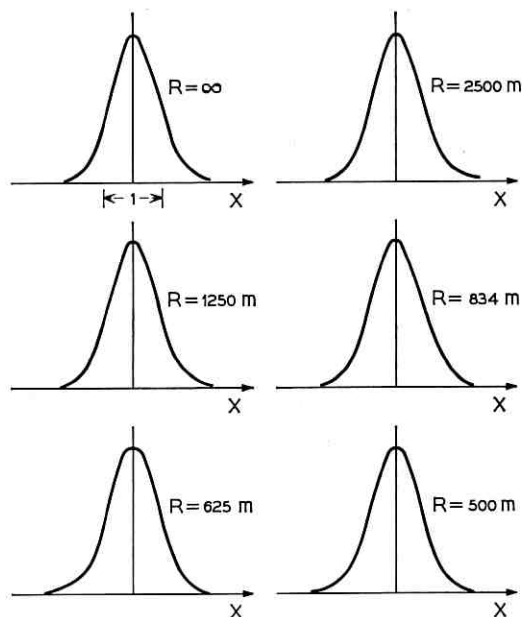 R = ∞
R = 2500 m
X
X
|← 1 →|
R = 1250 m
R = 834 m
X
X
R = 625 m
R = 500 m
X
X